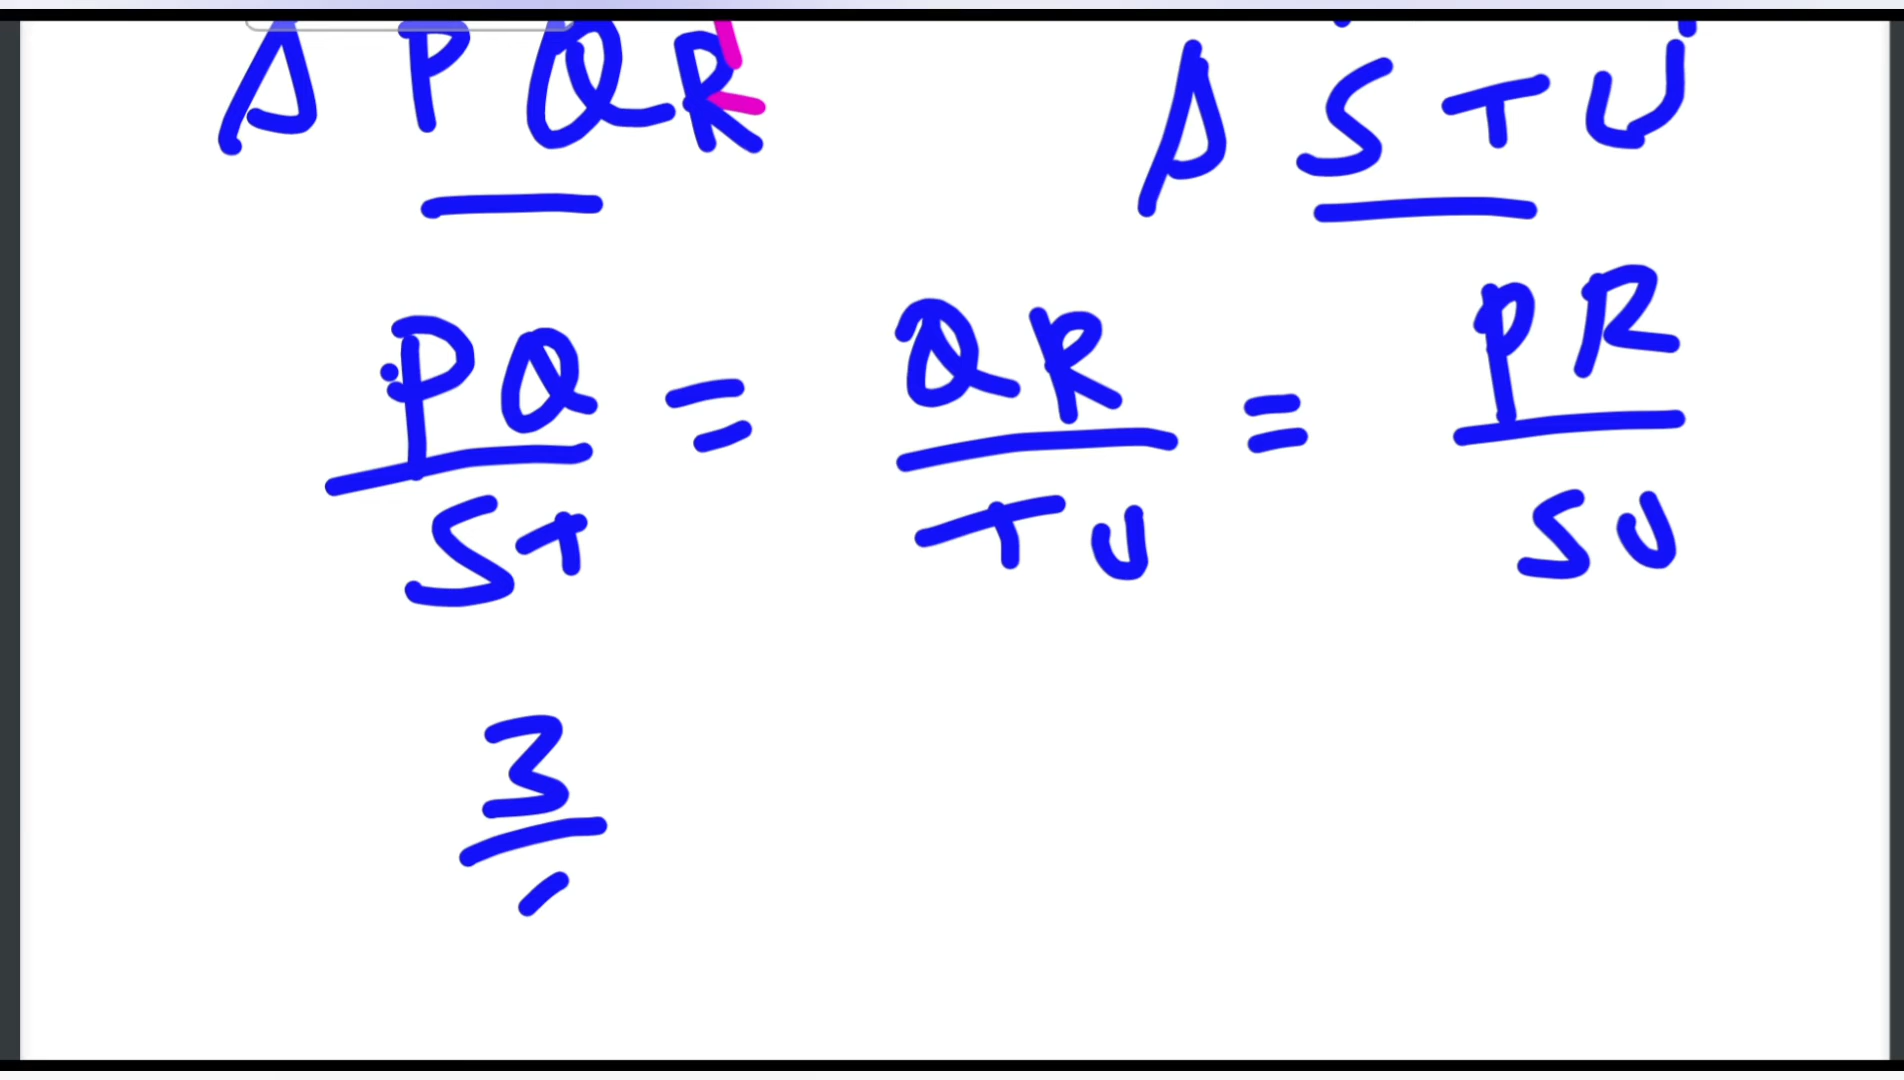 Δ PQR Δ STU
PQ/ST = QR/TU = PR/SU
3